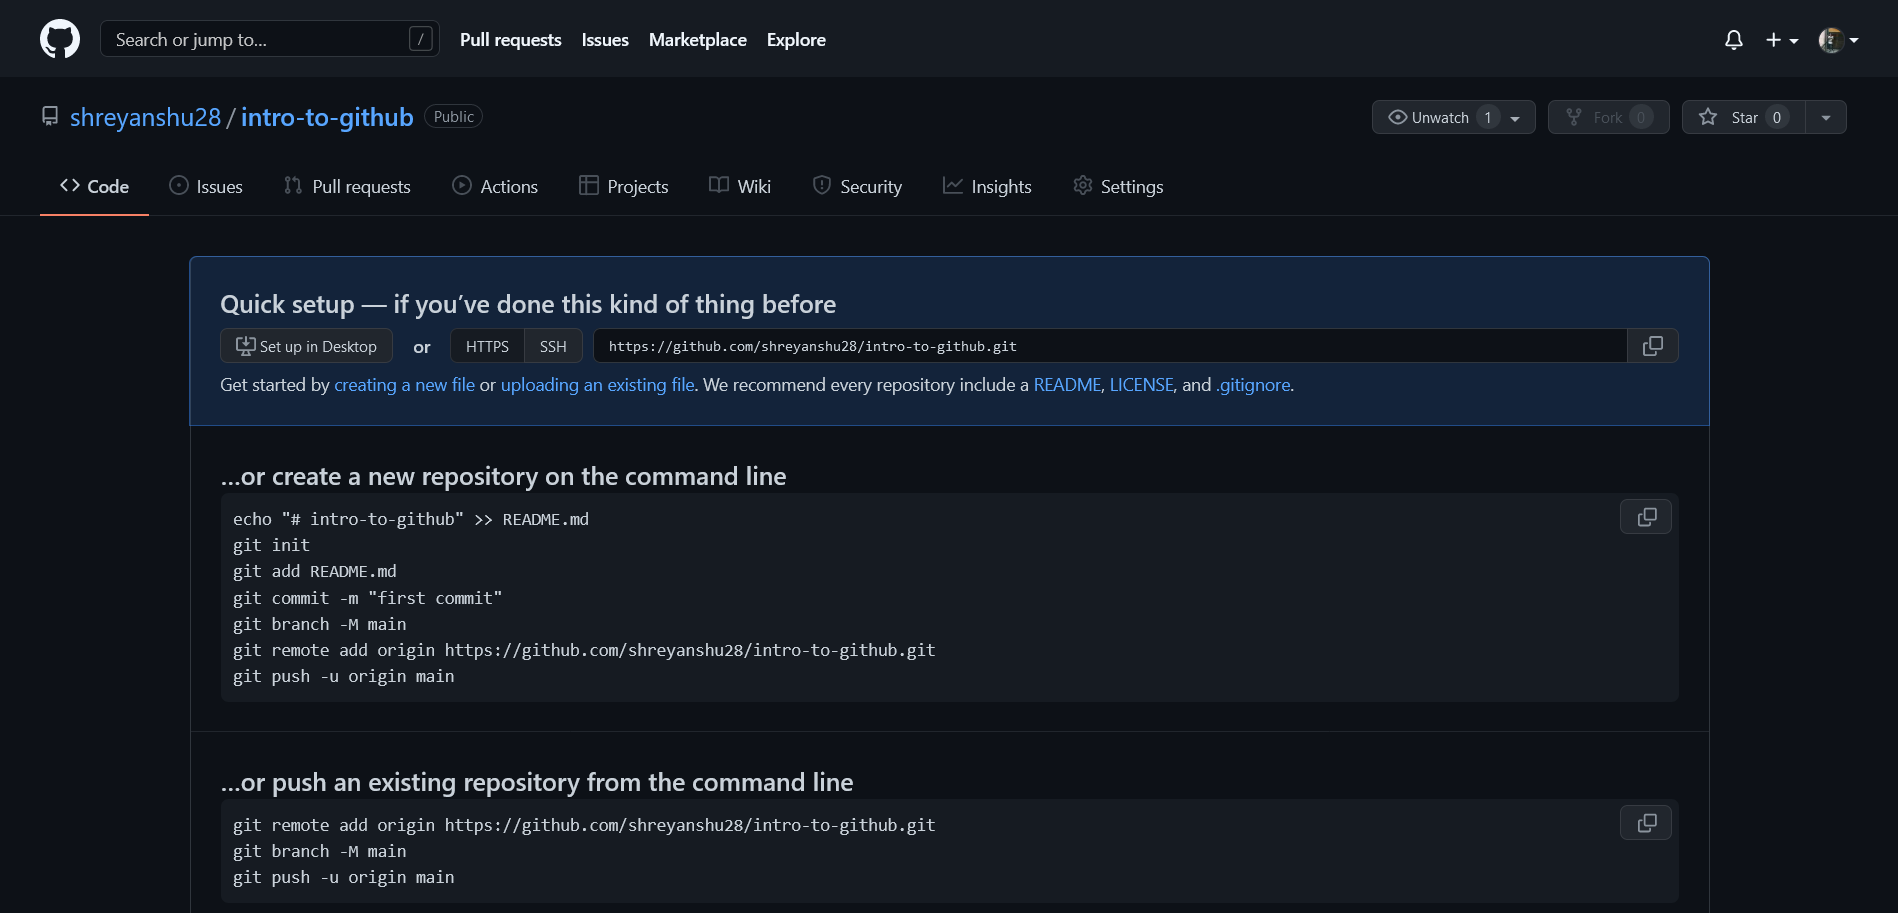 Search or jump to... /
Pull requests Issues Marketplace Explore
shreyanshu28 / intro-to-github Public
Unwatch 1 Fork 0 Star 0
Code Issues Pull requests Actions Projects Wiki Security Insights Settings
Quick setup — if you’ve done this kind of thing before
Set up in Desktop or HTTPS SSH https://github.com/shreyanshu28/intro-to-github.git
Get started by creating a new file or uploading an existing file. We recommend every repository include a README, LICENSE, and .gitignore.
…or create a new repository on the command line
echo "# intro-to-github" >> README.md
git init
git add README.md
git commit -m "first commit"
git branch -M main
git remote add origin https://github.com/shreyanshu28/intro-to-github.git
git push -u origin main
…or push an existing repository from the command line
git remote add origin https://github.com/shreyanshu28/intro-to-github.git
git branch -M main
git push -u origin main